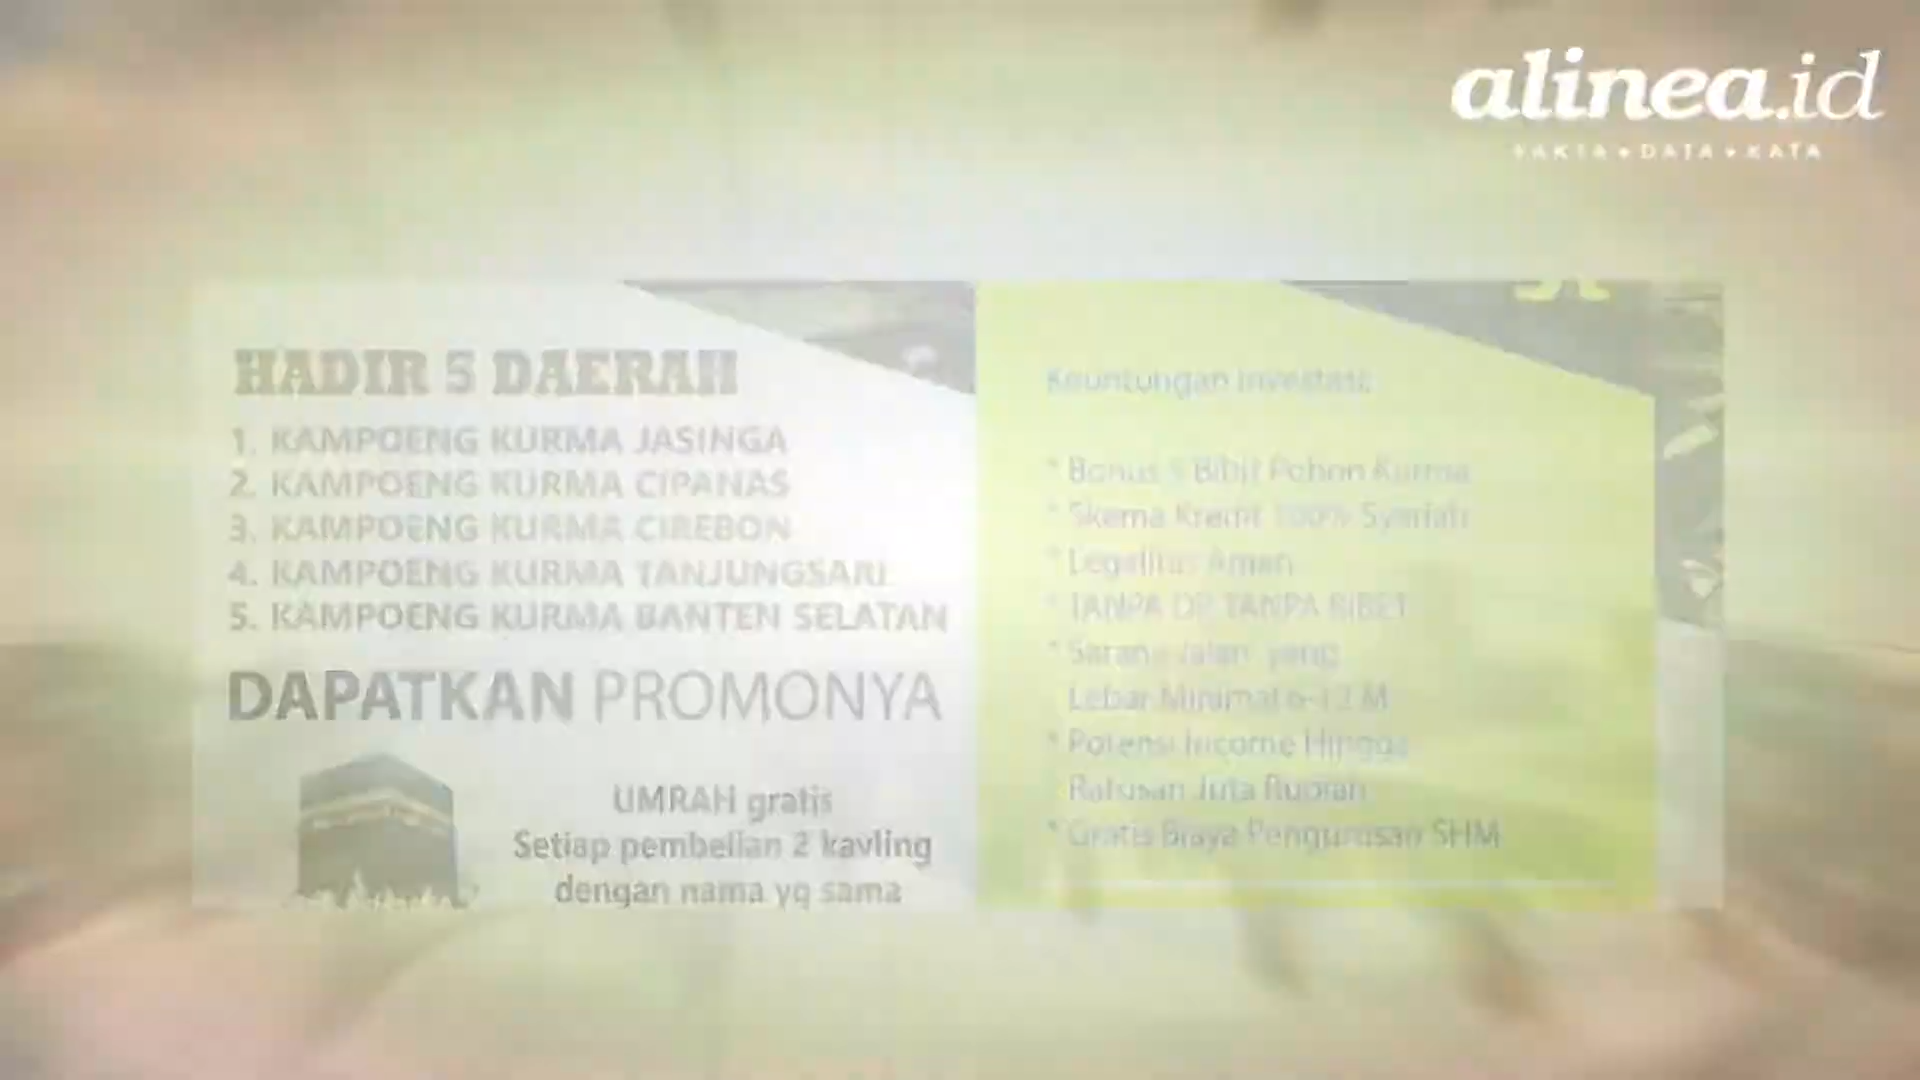 alinea.id
FAKTA • DATA • KATA
HADIR 5 DAERAH
1. KAMPOENG KURMA JASINGA
2. KAMPOENG KURMA CIPANAS
3. KAMPOENG KURMA CIREBON
4. KAMPOENG KURMA TANJUNGSARI
5. KAMPOENG KURMA BANTEN SELATAN
DAPATKAN PROMONYA
UMRAH gratis
Setiap pembelian 2 kavling
dengan nama yg sama
Keuntungan Investasi:
* Bonus 5 Bibit Pohon Kurma
* Skema Kredit 100% Syariah
* Legalitas Aman
* TANPA DP, TANPA RIBET
* Sarana Jalan yang
Lebar Minimal 6-12 M
* Potensi Income Hingga
Ratusan Juta Rupiah
* Gratis Biaya Pengurusan SHM